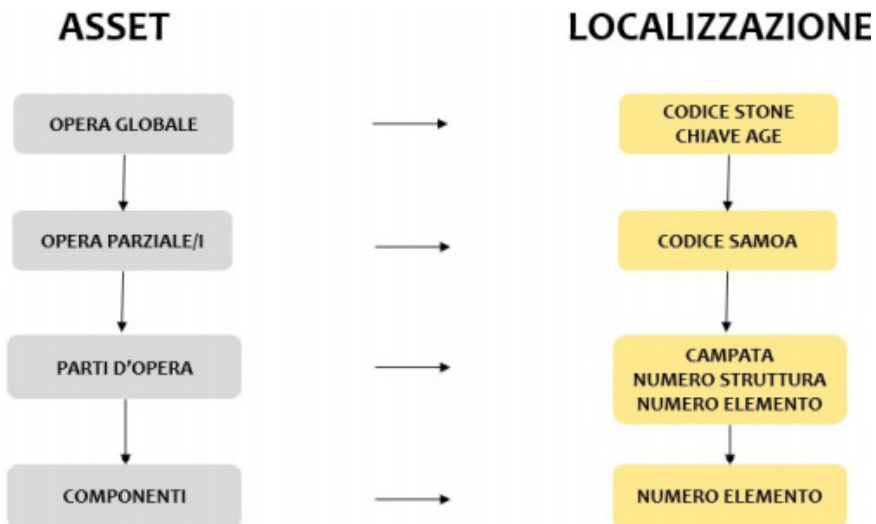 ASSET
LOCALIZZAZIONE
OPERA GLOBALE
CODICE STONE
CHIAVE AGE
OPERA PARZIALE/I
CODICE SAMOA
PARTI D'OPERA
CAMPATA
NUMERO STRUTTURA
NUMERO ELEMENTO
COMPONENTI
NUMERO ELEMENTO